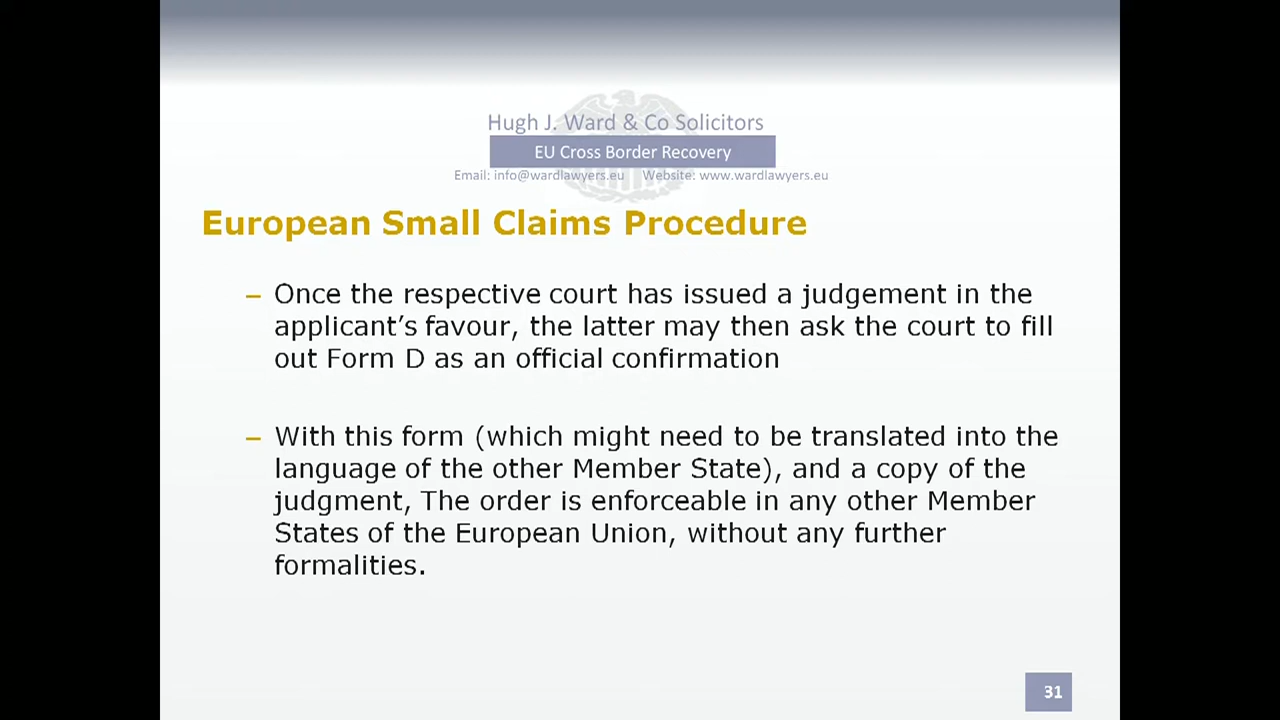 Hugh J. Ward & Co Solicitors
EU Cross Border Recovery
Email: info@wardlawyers.eu Website: www.wardlawyers.eu
European Small Claims Procedure
– Once the respective court has issued a judgement in the
applicant’s favour, the latter may then ask the court to fill
out Form D as an official confirmation
– With this form (which might need to be translated into the
language of the other Member State), and a copy of the
judgment, The order is enforceable in any other Member
States of the European Union, without any further
formalities.
31